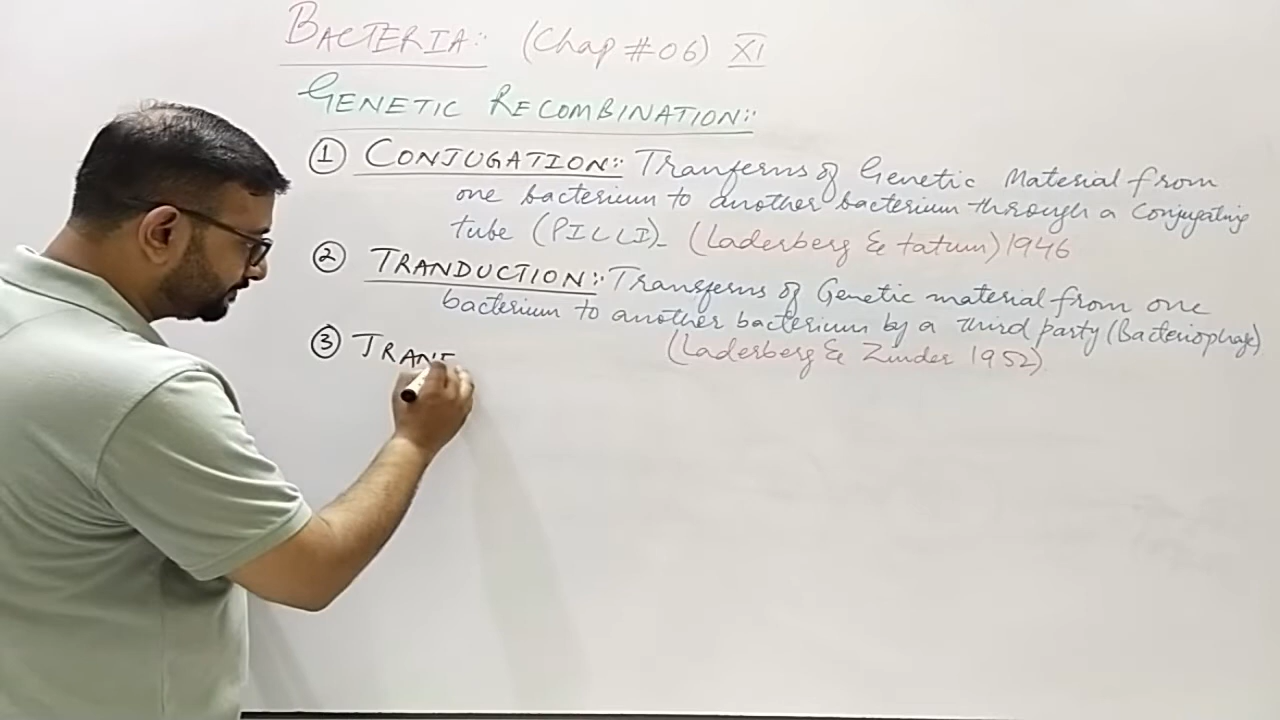 BACTERIA:: (Chap #06) XI
GENETIC RECOMBINATION::
① CONJUGATION:: Tranferns of Genetic Material from
one bacterium to another bacterium through a Conjugating
tube (PILLI)_ (Laderberg & tatum) 1946
② TRANDUCTION:: Transferns of Genetic material from one
bacterium to another bacterium by a third party (Bacteriophage)
(Laderberg & Zinder 1952)
③ TRANF